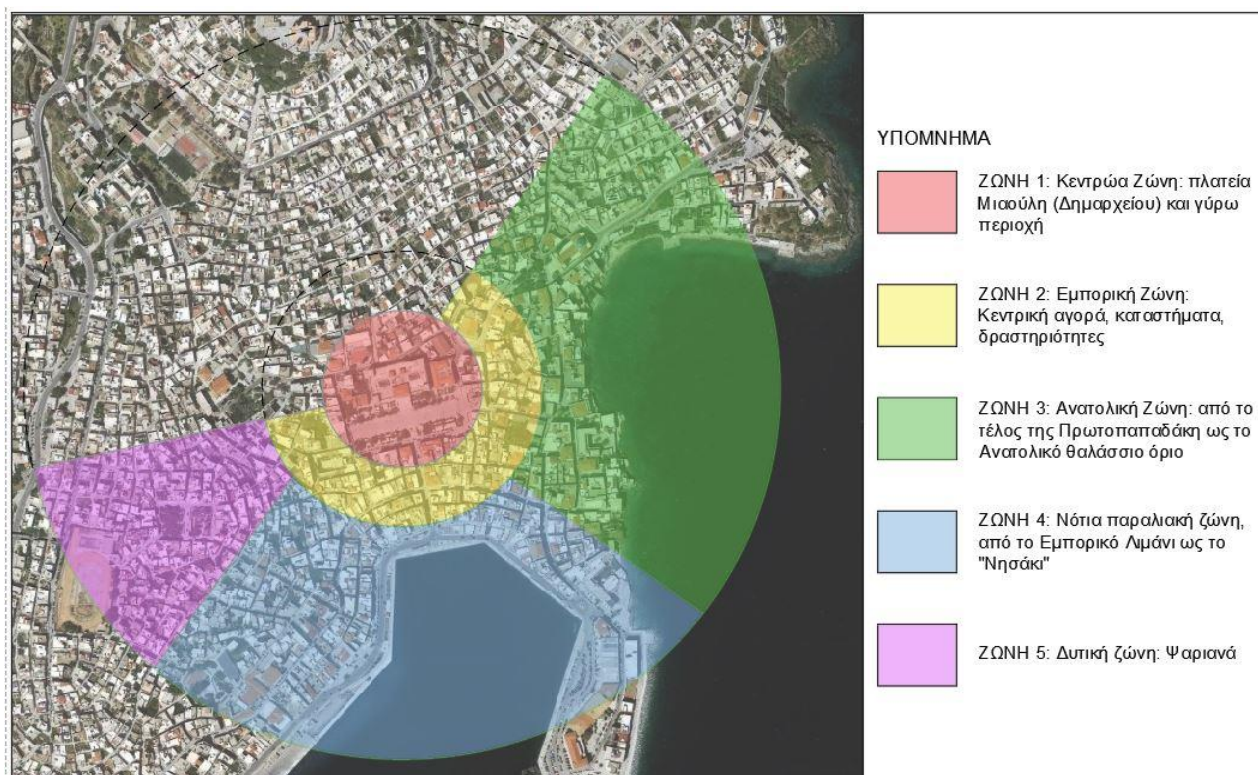 ΥΠΟΜΝΗΜΑ
ΖΩΝΗ 1: Κεντρώα Ζώνη: πλατεία
Μιαούλη (Δημαρχείου) και γύρω
περιοχή
ΖΩΝΗ 2: Εμπορική Ζώνη:
Κεντρική αγορά, καταστήματα,
δραστηριότητες
ΖΩΝΗ 3: Ανατολική Ζώνη: από το
τέλος της Πρωτοπαπαδάκη ως το
Ανατολικό θαλάσσιο όριο
ΖΩΝΗ 4: Νότια παραλιακή ζώνη,
από το Εμπορικό Λιμάνι ως το
"Νησάκι"
ΖΩΝΗ 5: Δυτική ζώνη: Ψαριανά